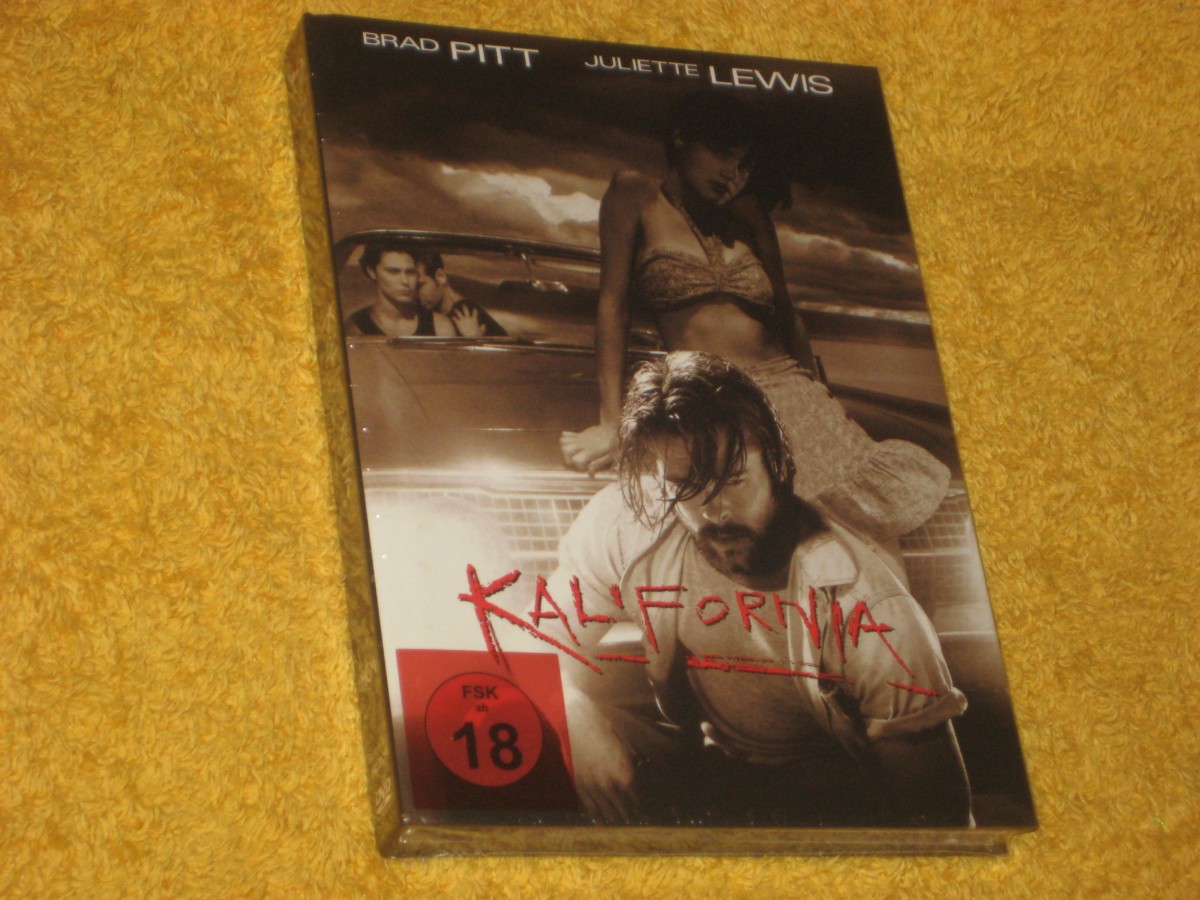 BRAD PITT JULIETTE LEWIS
KALIFORNIA
FSK
ab
18